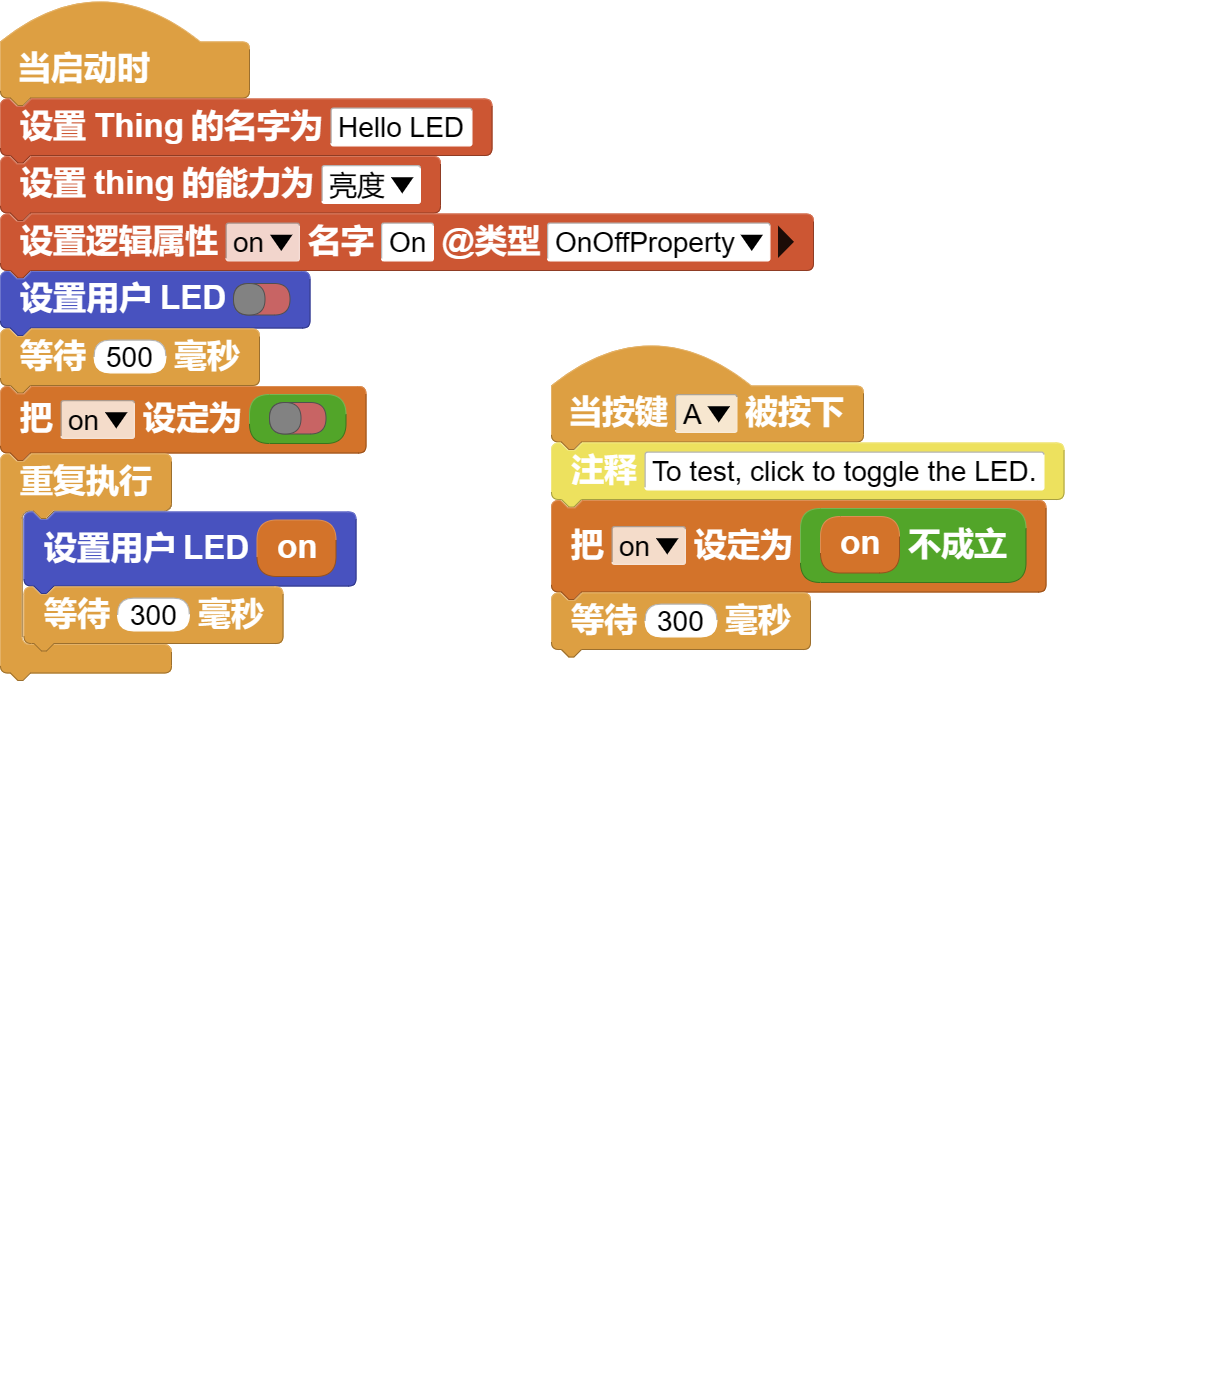 当启动时
设置 Thing 的名字为 Hello LED
设置 thing 的能力为 亮度
设置逻辑属性 on 名字 On @类型 OnOffProperty
设置用户 LED
等待 500 毫秒
把 on 设定为
重复执行
设置用户 LED on
等待 300 毫秒
当按键 A 被按下
注释 To test, click to toggle the LED.
把 on 设定为 on 不成立
等待 300 毫秒